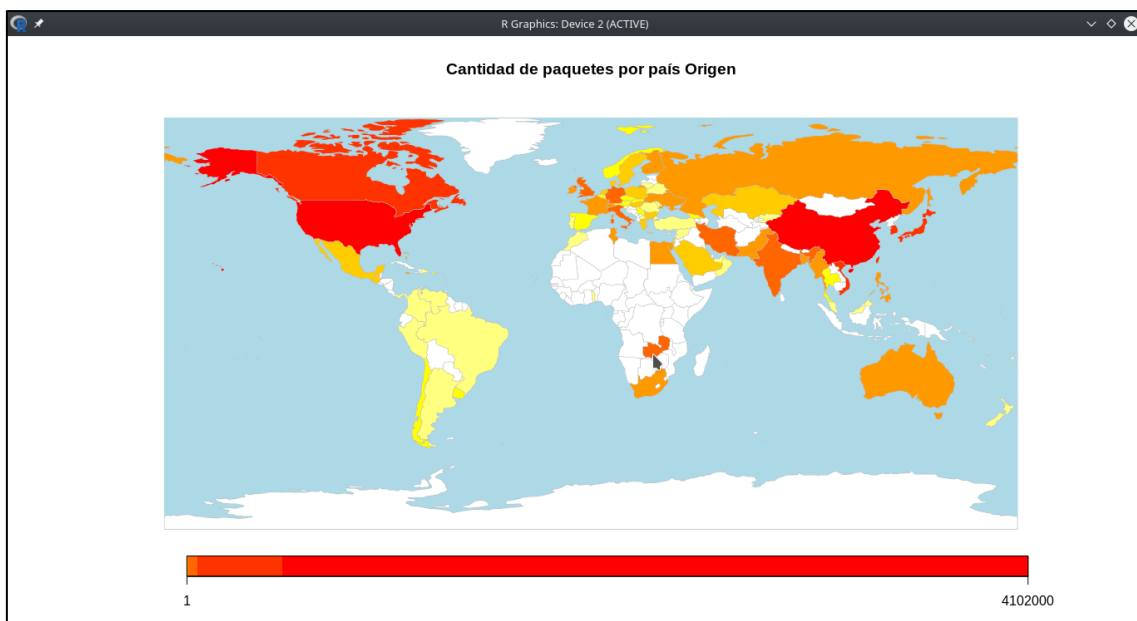 R Graphics: Device 2 (ACTIVE)
Cantidad de paquetes por país Origen
1
4102000